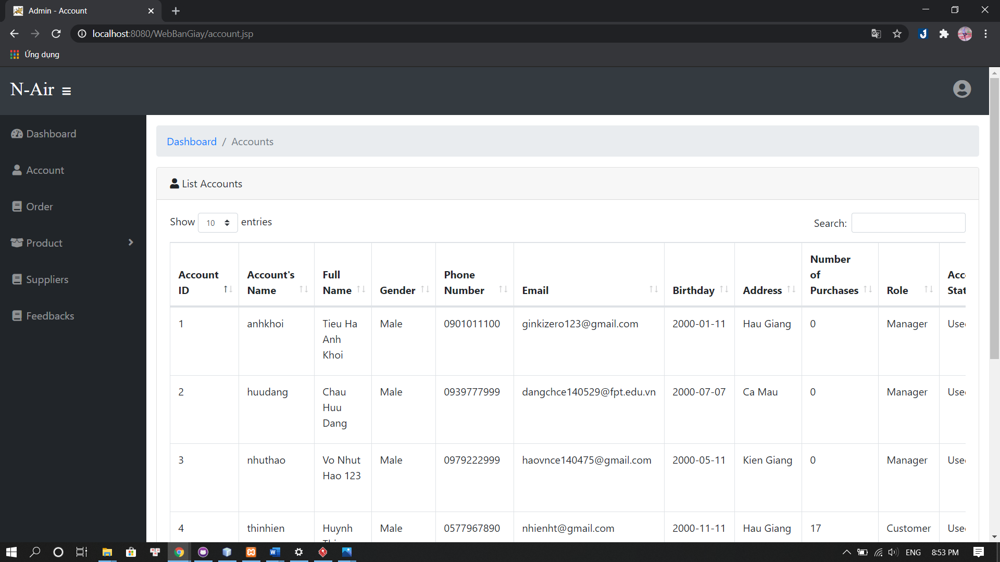 Admin - Account
localhost:8080/WebBanGiay/account.jsp
Ứng dụng
N-Air
Dashboard
Account
Order
Product
Suppliers
Feedbacks
Dashboard / Accounts
List Accounts
Show 10 entries
Search:
Account ID Account's Name Full Name Gender Phone Number Email Birthday Address Number of Purchases Role Acc Stat
1 anhkhoi Tieu Ha Anh Khoi Male 0901011100 ginkizero123@gmail.com 2000-01-11 Hau Giang 0 Manager Use
2 huudang Chau Huu Dang Male 0939777999 dangchce140529@fpt.edu.vn 2000-07-07 Ca Mau 0 Manager Use
3 nhuthao Vo Nhut Hao 123 Male 0979222999 haovnce140475@gmail.com 2000-05-11 Kien Giang 0 Manager Use
4 thinhien Huynh Male 0577967890 nhienht@gmail.com 2000-11-11 Hau Giang 17 Customer Use
ENG 8:53 PM